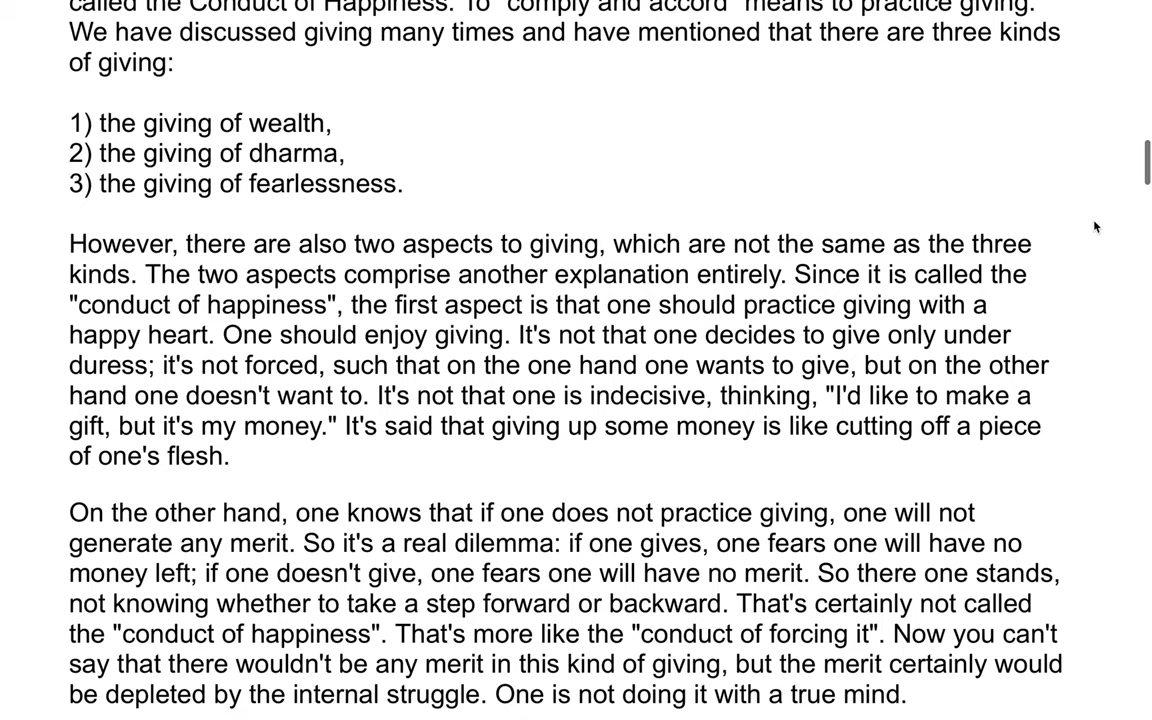 called the Conduct of Happiness. To "comply and accord" means to practice giving.
We have discussed giving many times and have mentioned that there are three kinds
of giving:
1) the giving of wealth,
2) the giving of dharma,
3) the giving of fearlessness.
However, there are also two aspects to giving, which are not the same as the three
kinds. The two aspects comprise another explanation entirely. Since it is called the
"conduct of happiness", the first aspect is that one should practice giving with a
happy heart. One should enjoy giving. It's not that one decides to give only under
duress; it's not forced, such that on the one hand one wants to give, but on the other
hand one doesn't want to. It's not that one is indecisive, thinking, "I'd like to make a
gift, but it's my money." It's said that giving up some money is like cutting off a piece
of one's flesh.
On the other hand, one knows that if one does not practice giving, one will not
generate any merit. So it's a real dilemma: if one gives, one fears one will have no
money left; if one doesn't give, one fears one will have no merit. So there one stands,
not knowing whether to take a step forward or backward. That's certainly not called
the "conduct of happiness". That's more like the "conduct of forcing it". Now you can't
say that there wouldn't be any merit in this kind of giving, but the merit certainly would
be depleted by the internal struggle. One is not doing it with a true mind.